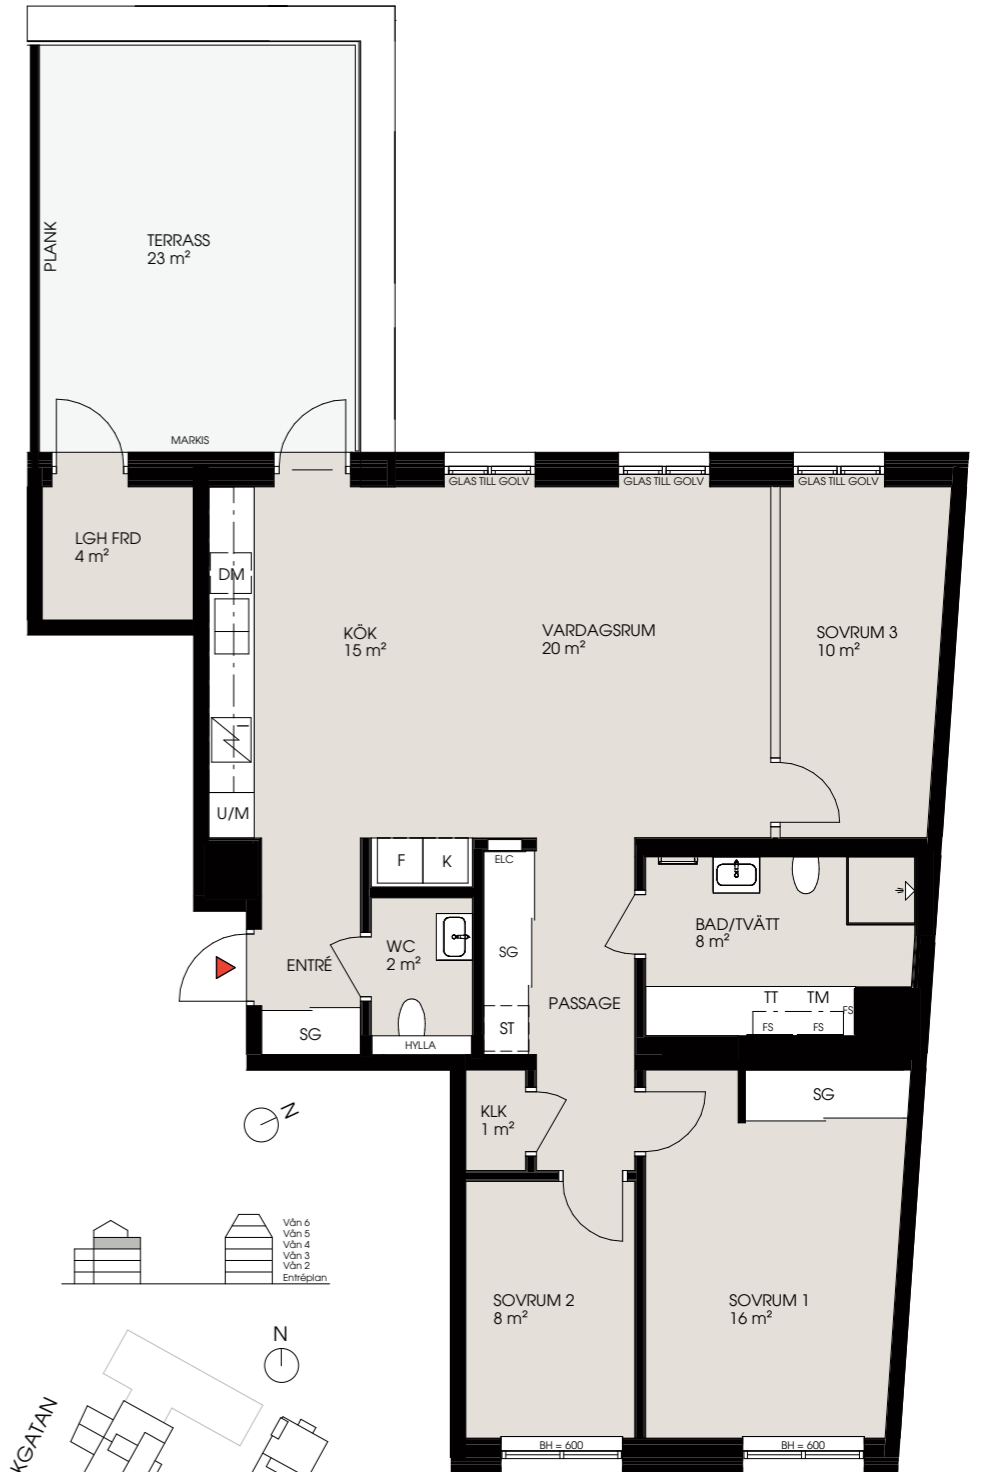 PLANK
TERRASS
23 m²
MARKIS
GLAS TILL GOLV
GLAS TILL GOLV
GLAS TILL GOLV
LGH FRD
4 m²
DM
KÖK
15 m²
VARDAGSRUM
20 m²
SOVRUM 3
10 m²
U/M
F
K
ELC
ENTRÉ
WC
2 m²
SG
BAD/TVÄTT
8 m²
PASSAGE
TT
TM
FS
FS
FS
SG
HYLLA
ST
KLK
1 m²
SG
N
Vån 6
Vån 5
Vån 4
Vån 3
Vån 2
Entréplan
SOVRUM 2
8 m²
SOVRUM 1
16 m²
N
KGATAN
BH = 600
BH = 600